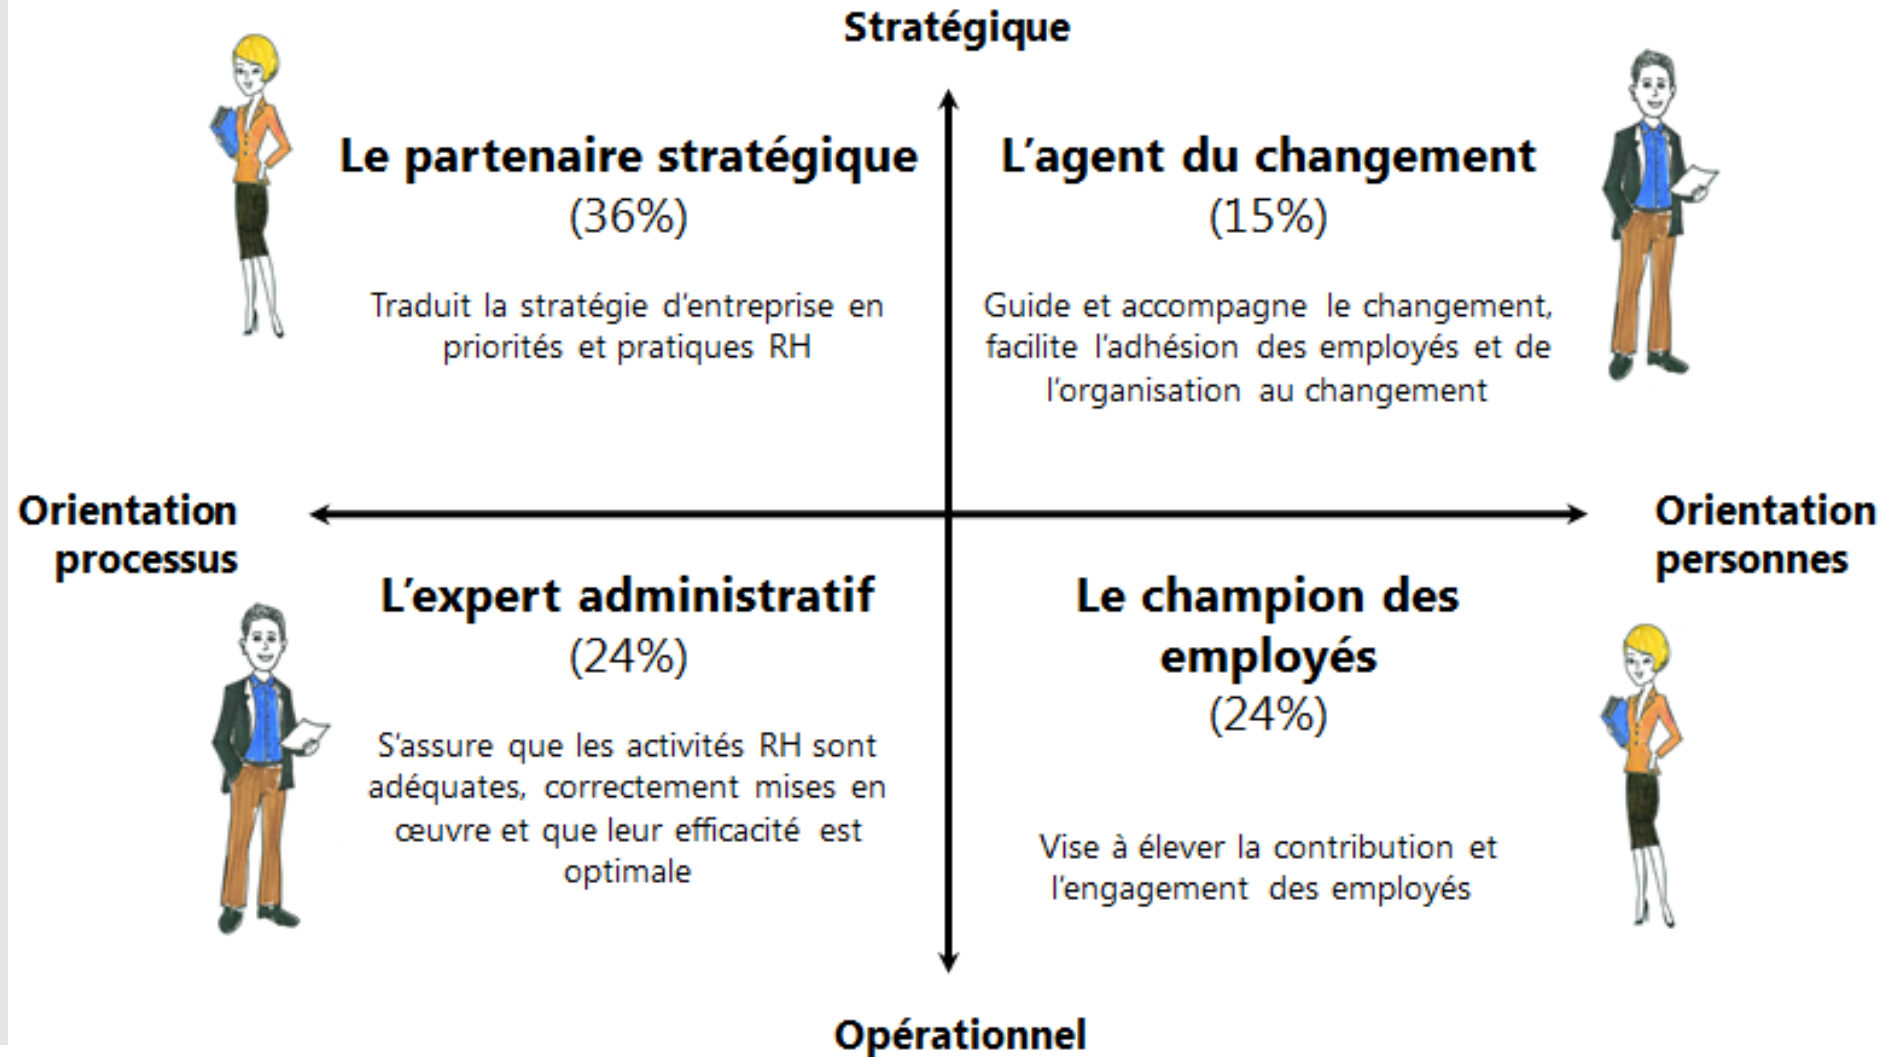 Stratégique
Le partenaire stratégique
(36%)
Traduit la stratégie d'entreprise en
priorités et pratiques RH
L'agent du changement
(15%)
Guide et accompagne le changement,
facilite l'adhésion des employés et de
l'organisation au changement
Orientation
processus
Orientation
personnes
L'expert administratif
(24%)
S'assure que les activités RH sont
adéquates, correctement mises en
œuvre et que leur efficacité est
optimale
Le champion des
employés
(24%)
Vise à élever la contribution et
l'engagement des employés
Opérationnel